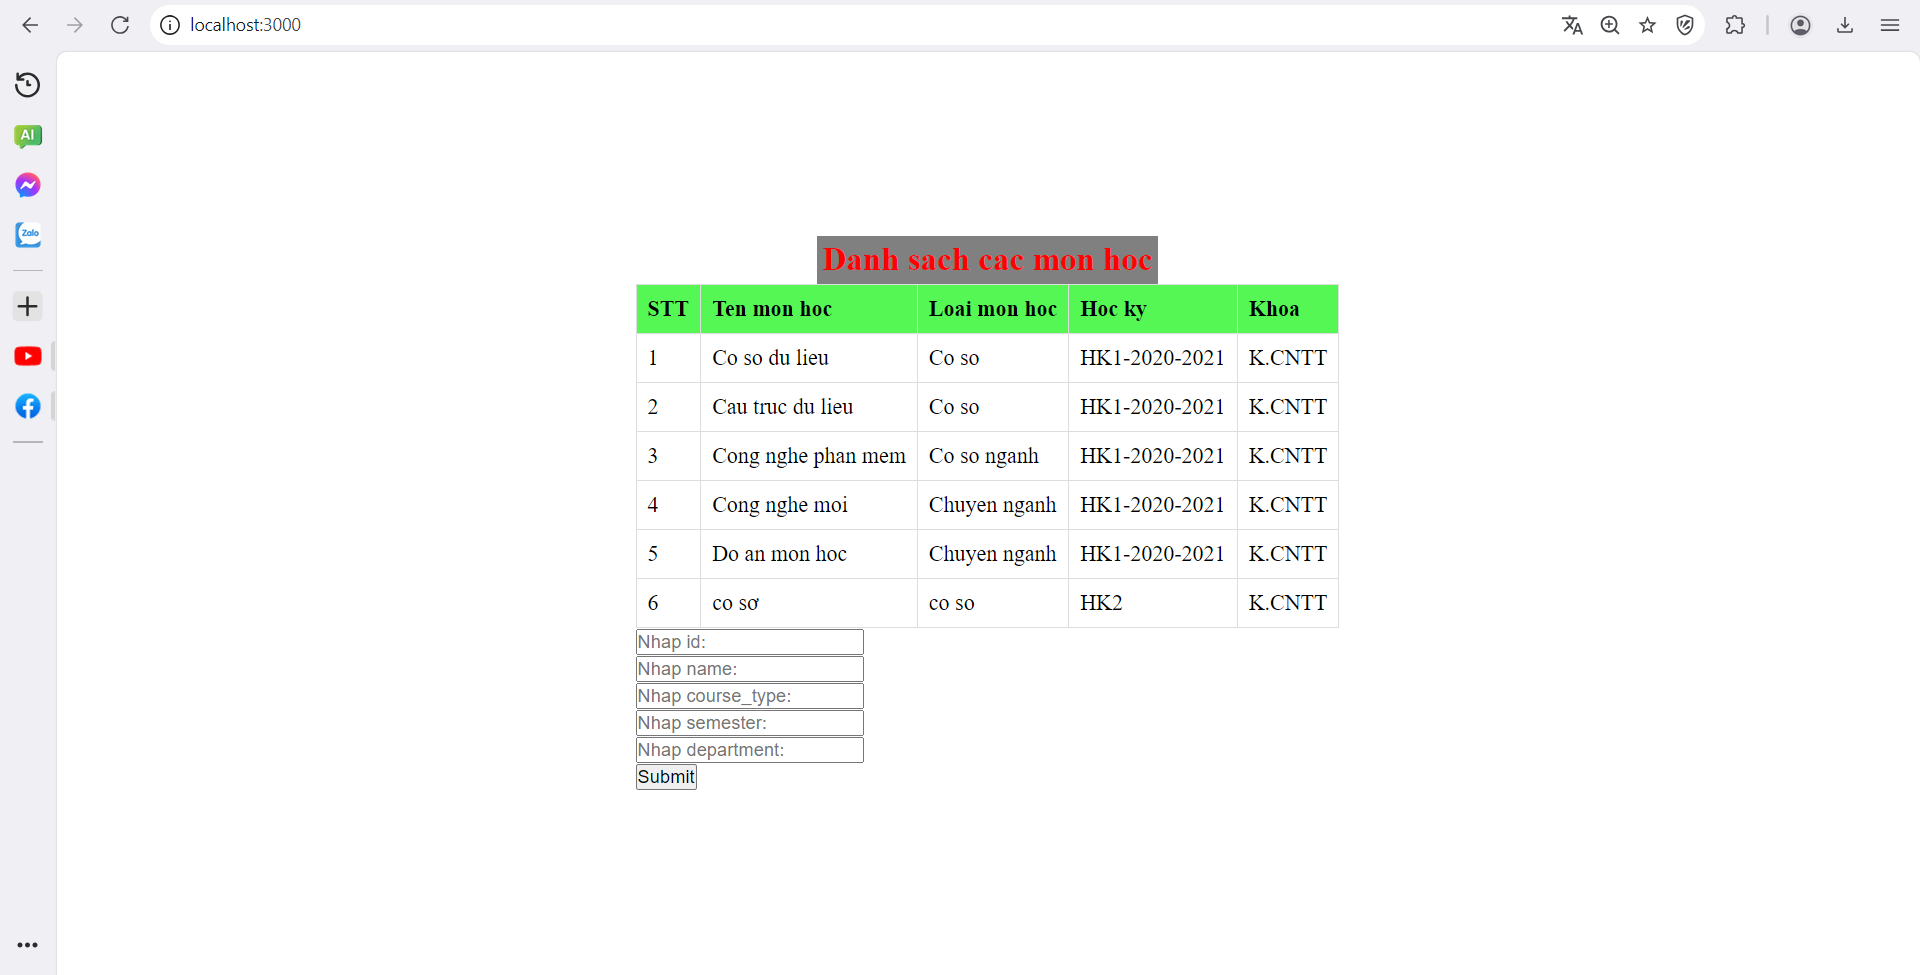 localhost:3000
AI
Zalo
Danh sach cac mon hoc
STT Ten mon hoc Loai mon hoc Hoc ky Khoa
1 Co so du lieu Co so HK1-2020-2021 K.CNTT
2 Cau truc du lieu Co so HK1-2020-2021 K.CNTT
3 Cong nghe phan mem Co so nganh HK1-2020-2021 K.CNTT
4 Cong nghe moi Chuyen nganh HK1-2020-2021 K.CNTT
5 Do an mon hoc Chuyen nganh HK1-2020-2021 K.CNTT
6 co sơ co so HK2 K.CNTT
Nhap id:
Nhap name:
Nhap course_type:
Nhap semester:
Nhap department:
Submit